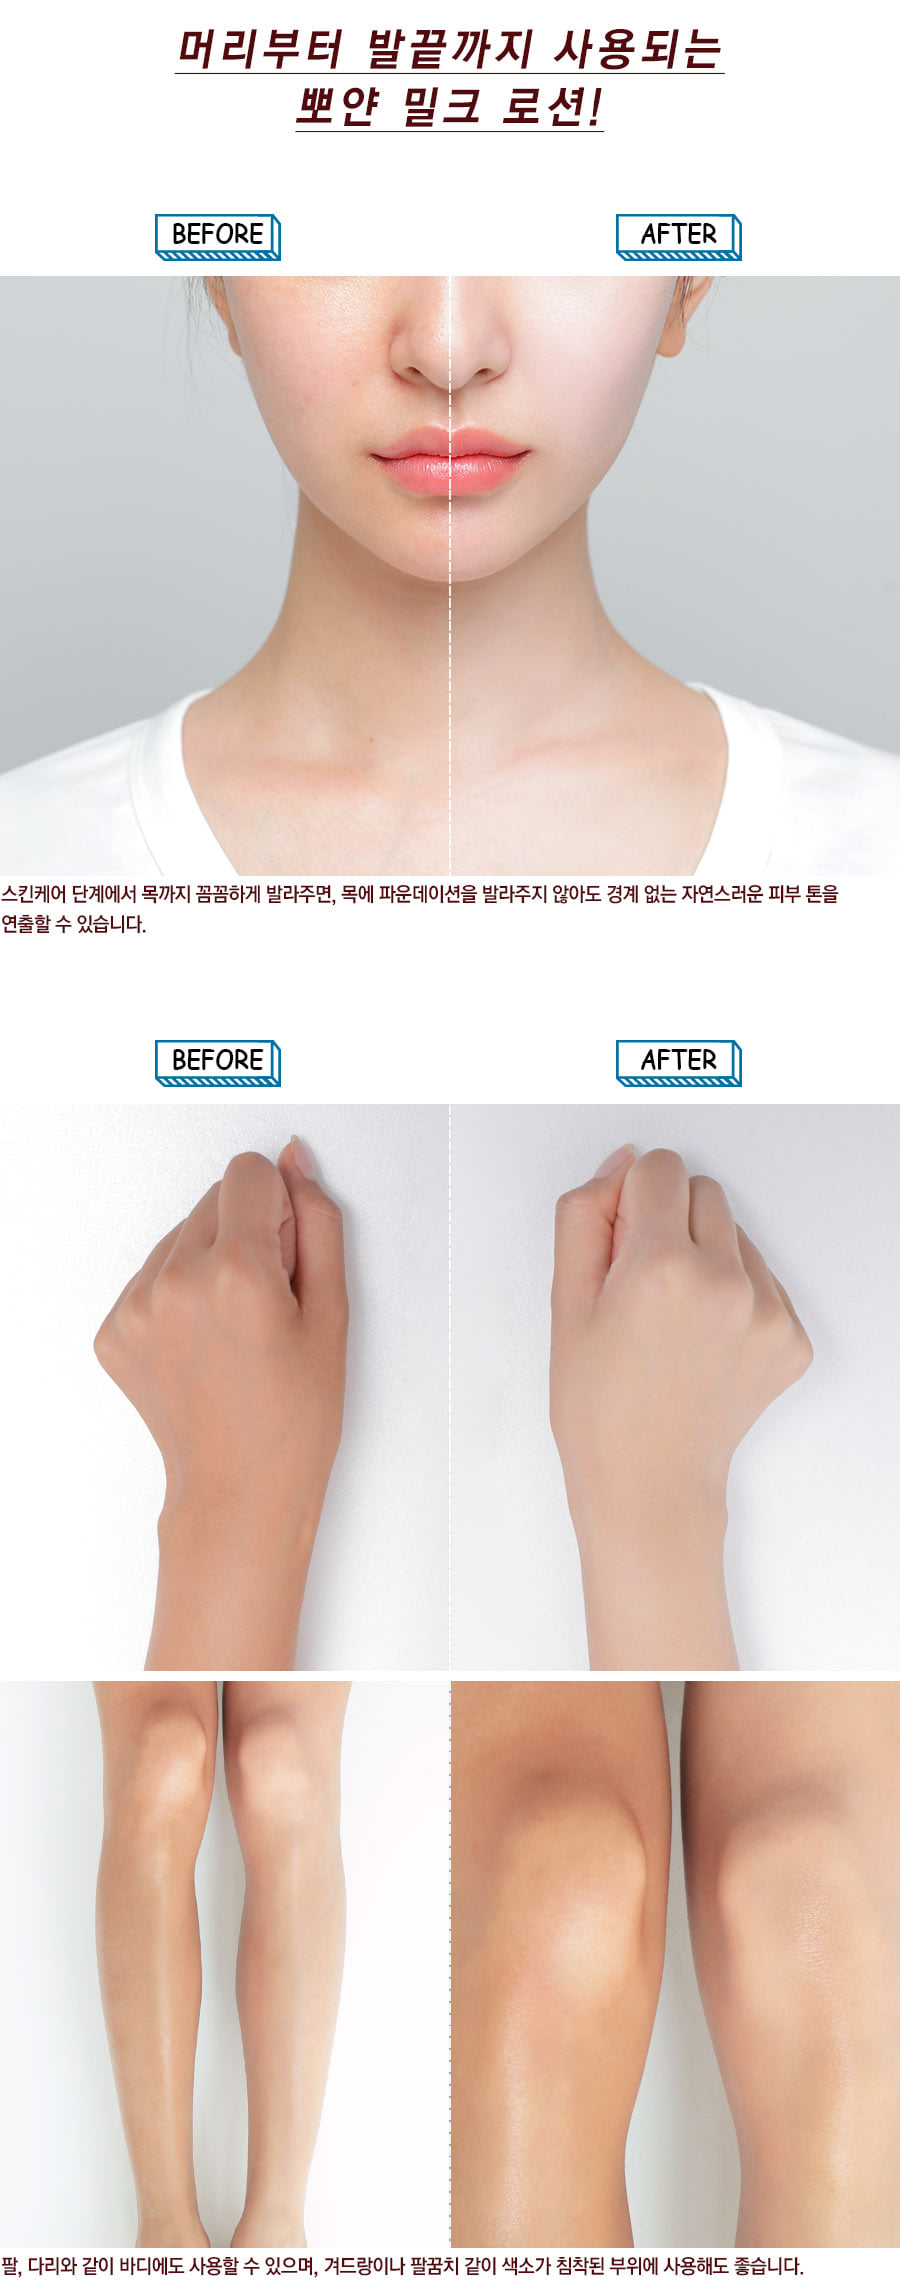 머리부터 발끝까지 사용되는
뽀얀 밀크 로션!
BEFORE
AFTER
스킨케어 단계에서 목까지 꼼꼼하게 발라주면, 목에 파운데이션을 발라주지 않아도 경계 없는 자연스러운 피부 톤을
연출할 수 있습니다.
BEFORE
AFTER
팔, 다리와 같이 바디에도 사용할 수 있으며, 겨드랑이나 팔꿈치 같이 색소가 침착된 부위에 사용해도 좋습니다.